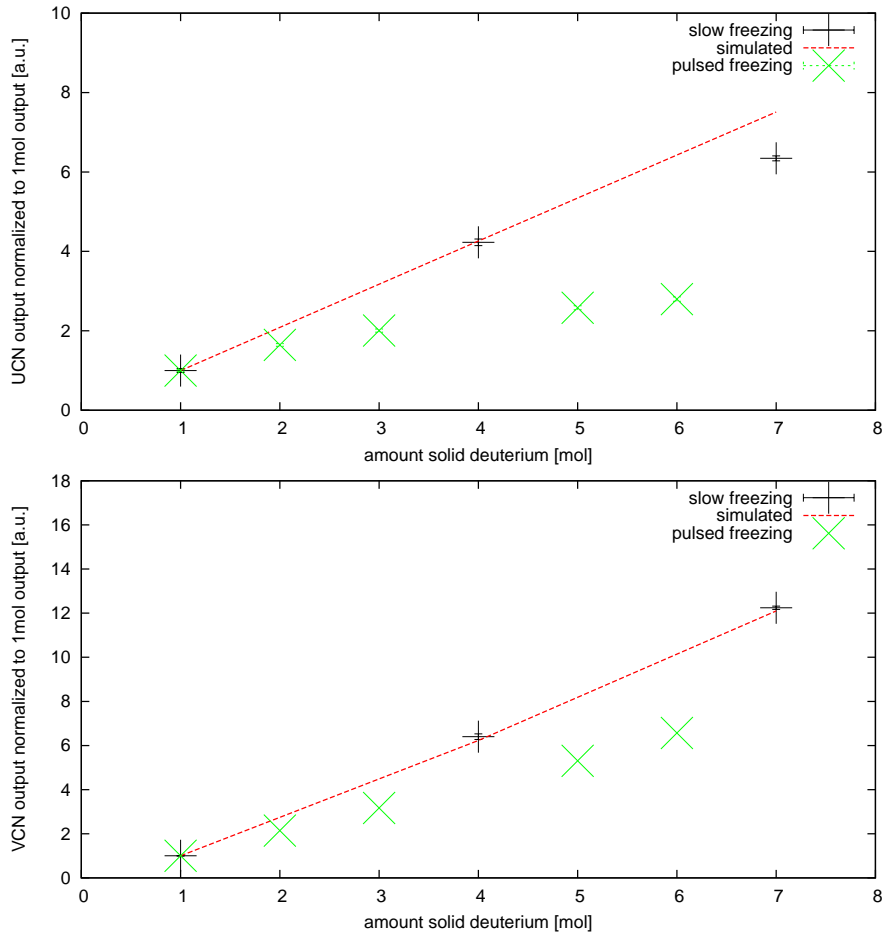 10
8
6
4
2
0
0 1 2 3 4 5 6 7 8
UCN output normalized to 1mol output [a.u.]
amount solid deuterium [mol]
slow freezing
simulated
pulsed freezing
18
16
14
12
10
8
6
4
2
0
0 1 2 3 4 5 6 7 8
VCN output normalized to 1mol output [a.u.]
amount solid deuterium [mol]
slow freezing
simulated
pulsed freezing